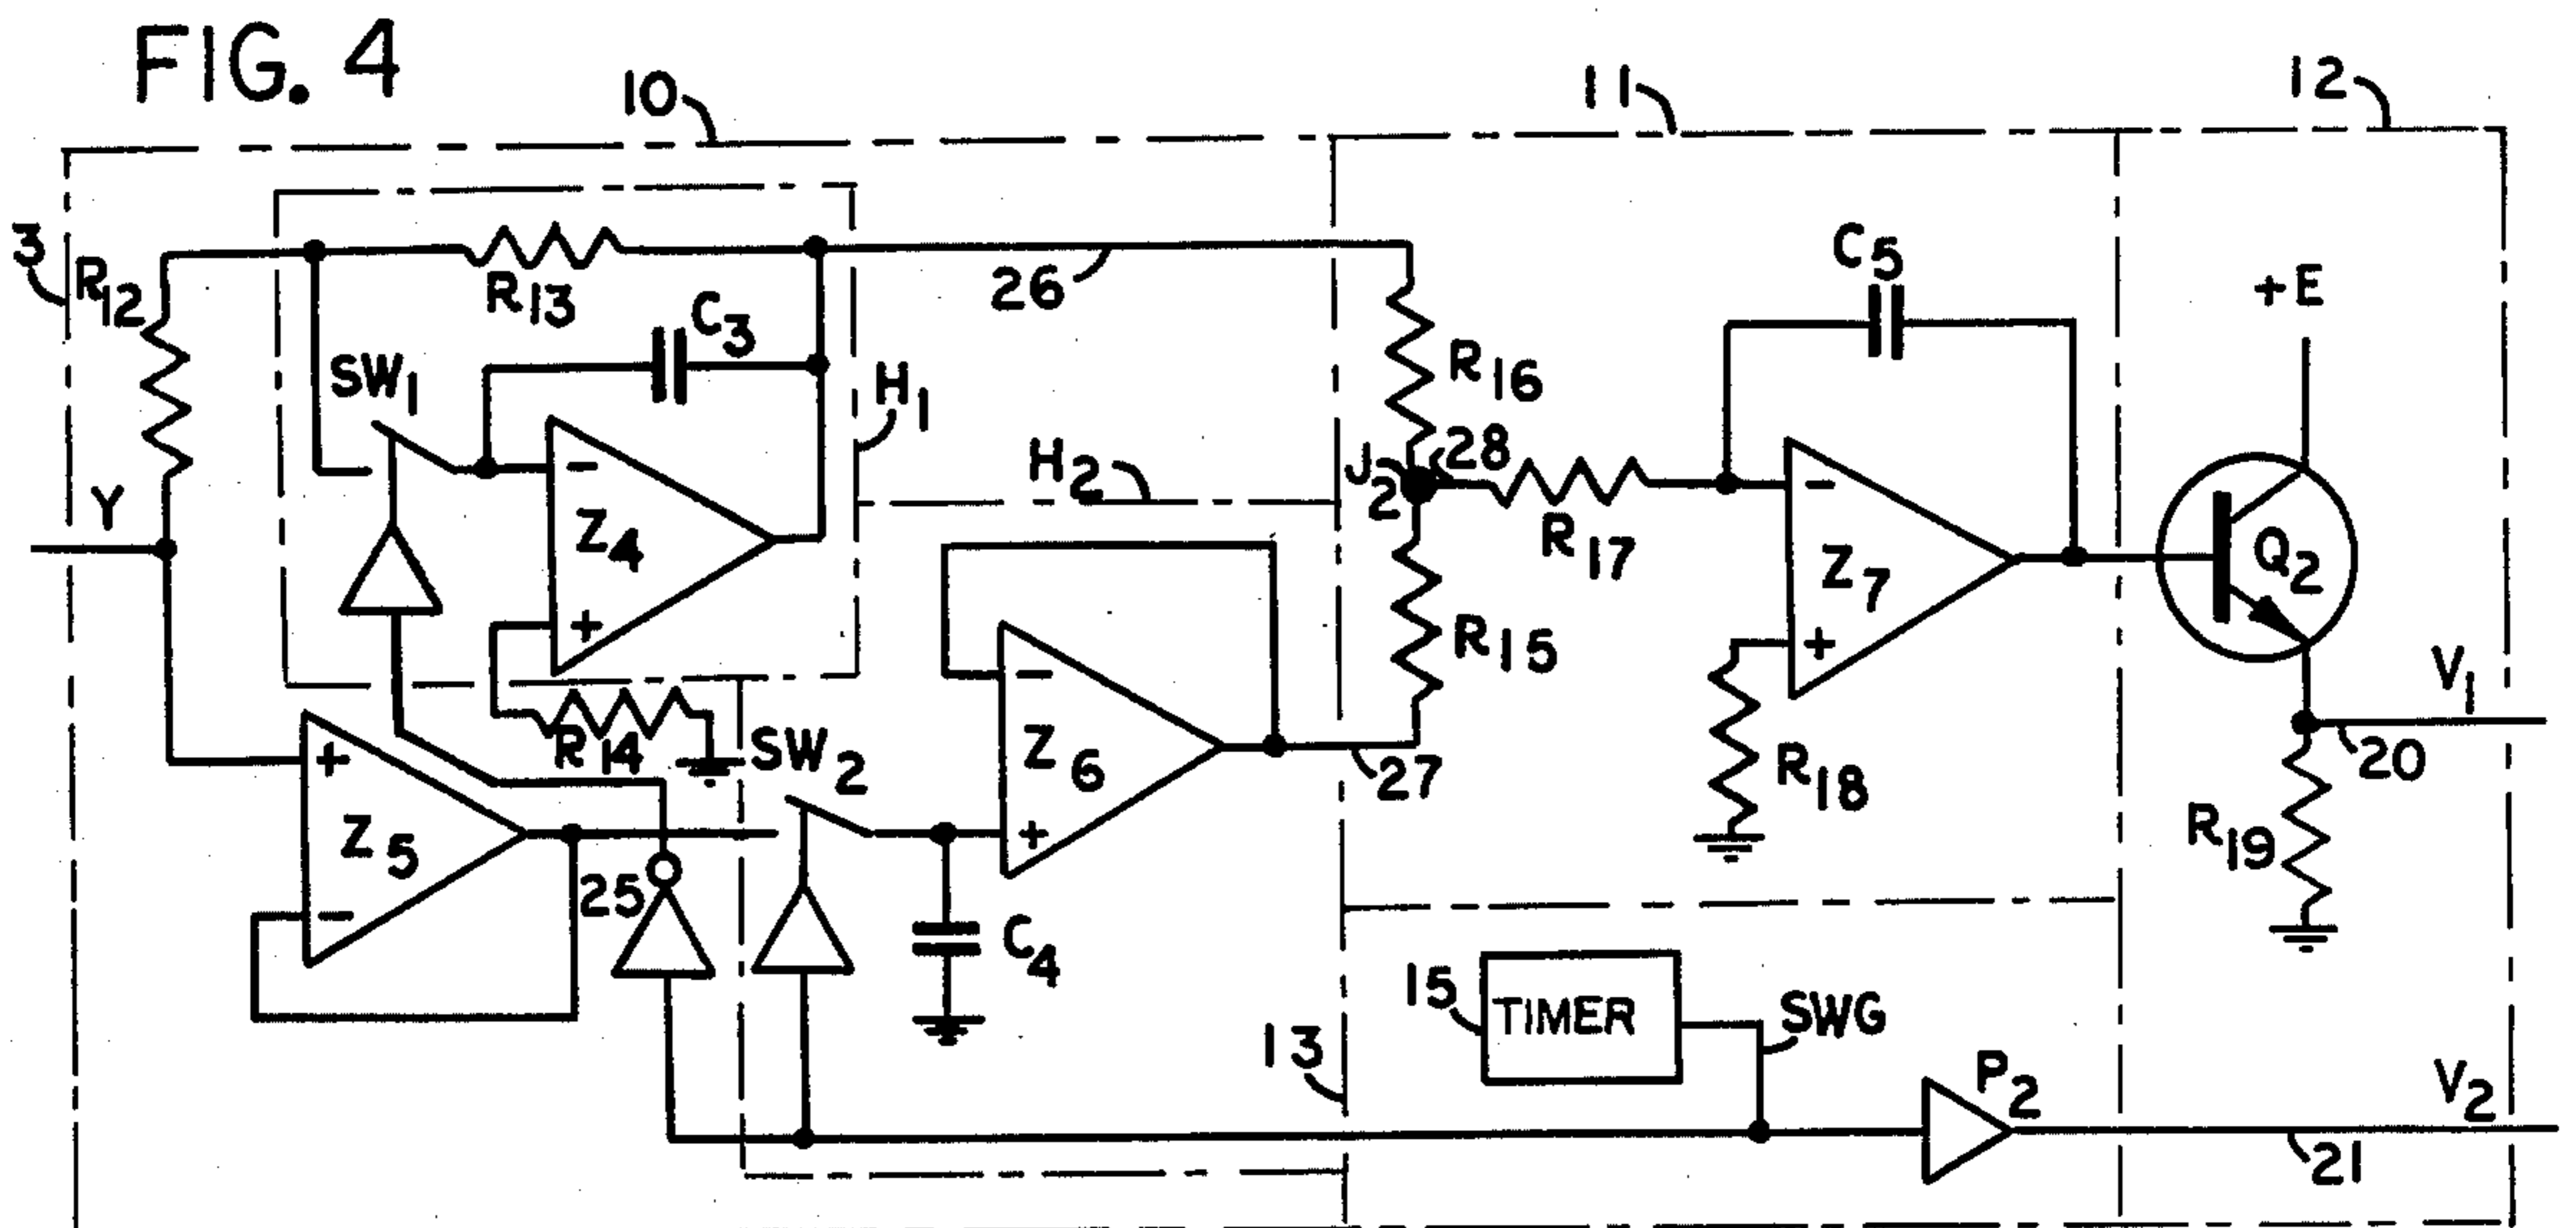 FIG. 4
10
11
12
3
R12
R13
26
C3
C5
+E
SW1
H1
R16
Y
Z4
H2
J2
28
R17
Z7
Q2
R15
V1
R14
SW2
Z6
27
R18
20
Z5
R19
25
C4
15
TIMER
SWG
13
P2
V2
21